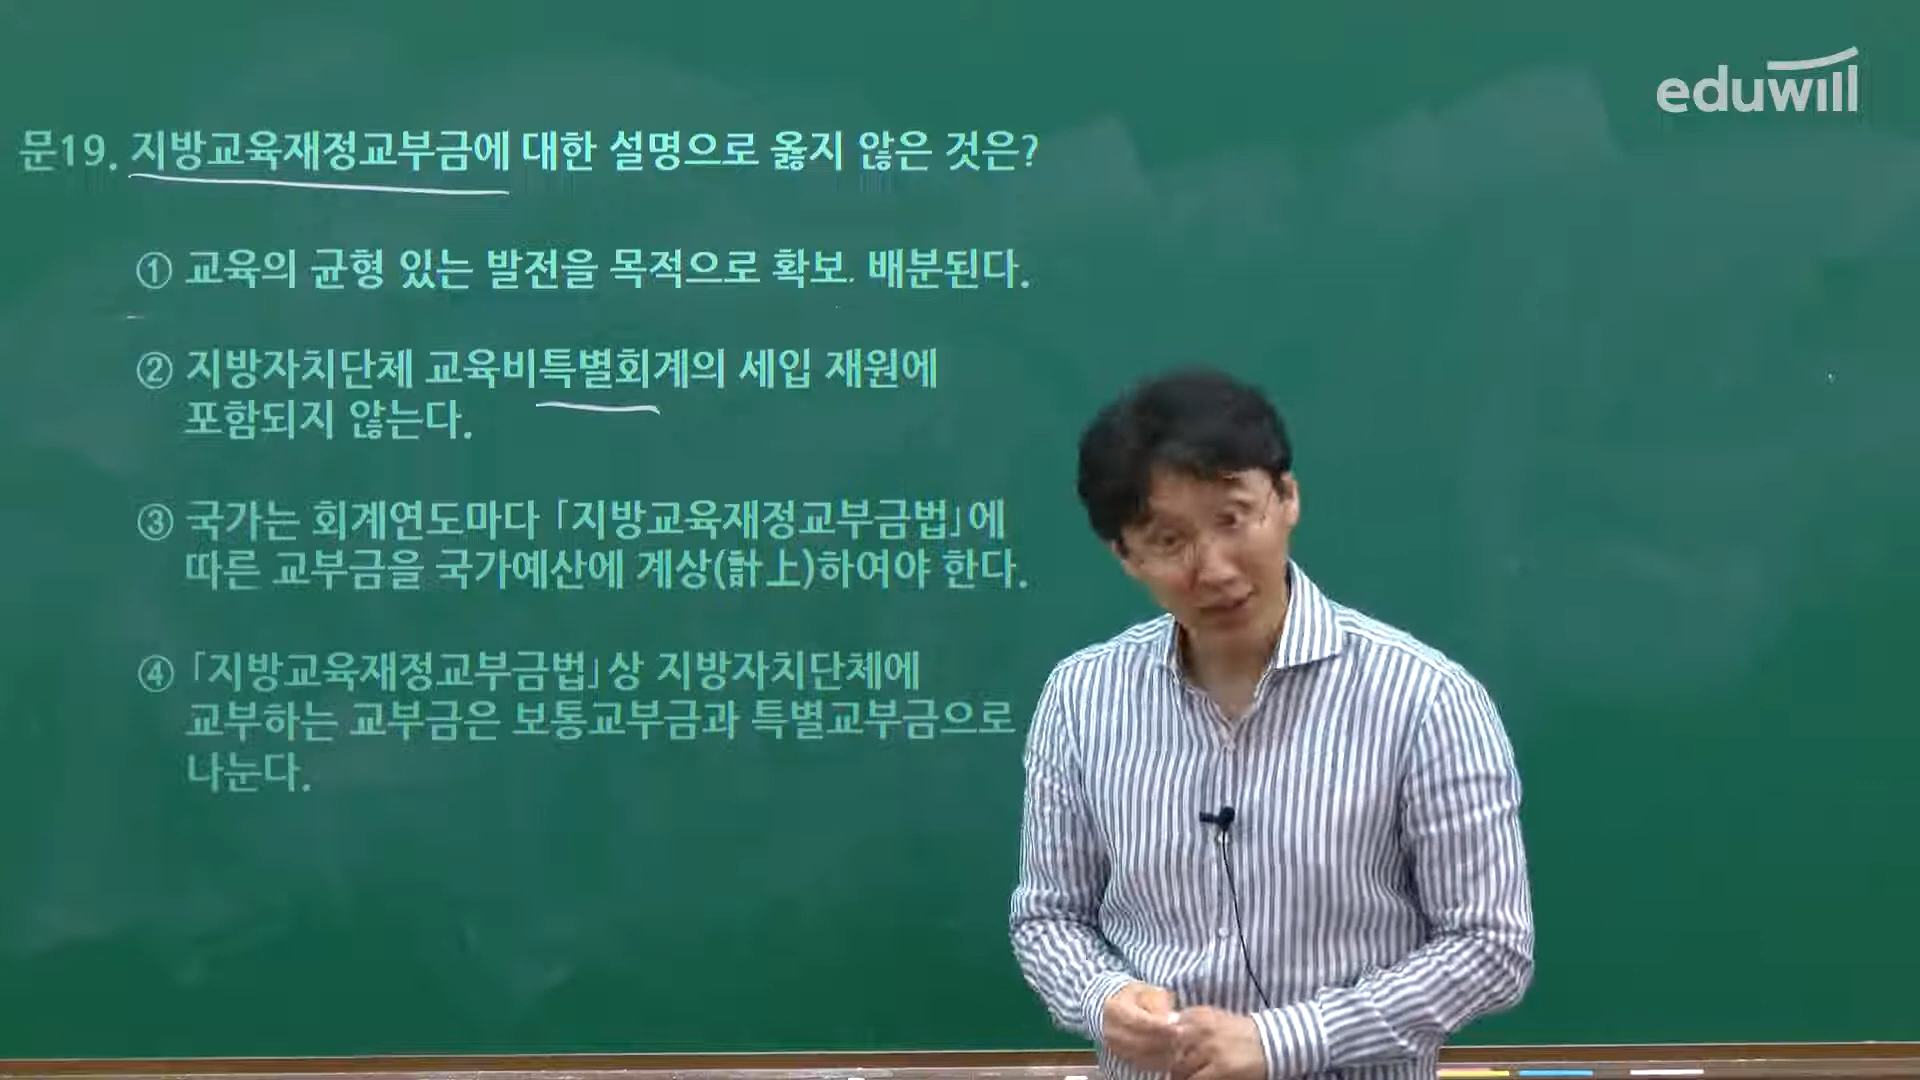 eduwill
문19. 지방교육재정교부금에 대한 설명으로 옳지 않은 것은?
① 교육의 균형 있는 발전을 목적으로 확보. 배분된다.
② 지방자치단체 교육비특별회계의 세입 재원에
포함되지 않는다.
③ 국가는 회계연도마다 「지방교육재정교부금법」에
따른 교부금을 국가예산에 계상(計上)하여야 한다.
④ 「지방교육재정교부금법」상 지방자치단체에
교부하는 교부금은 보통교부금과 특별교부금으로
나눈다.